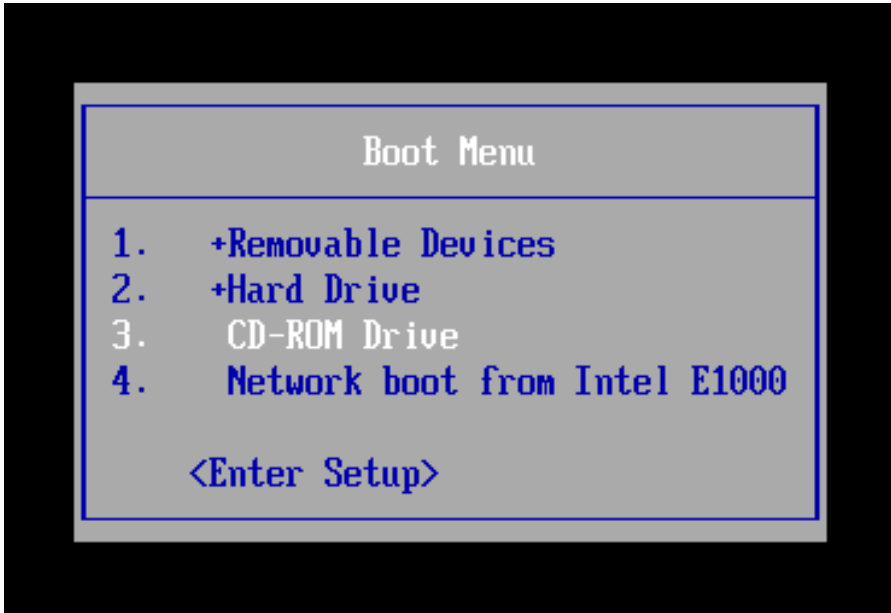 Boot Menu
1. +Removable Devices
2. +Hard Drive
3. CD-ROM Drive
4. Network boot from Intel E1000
<Enter Setup>